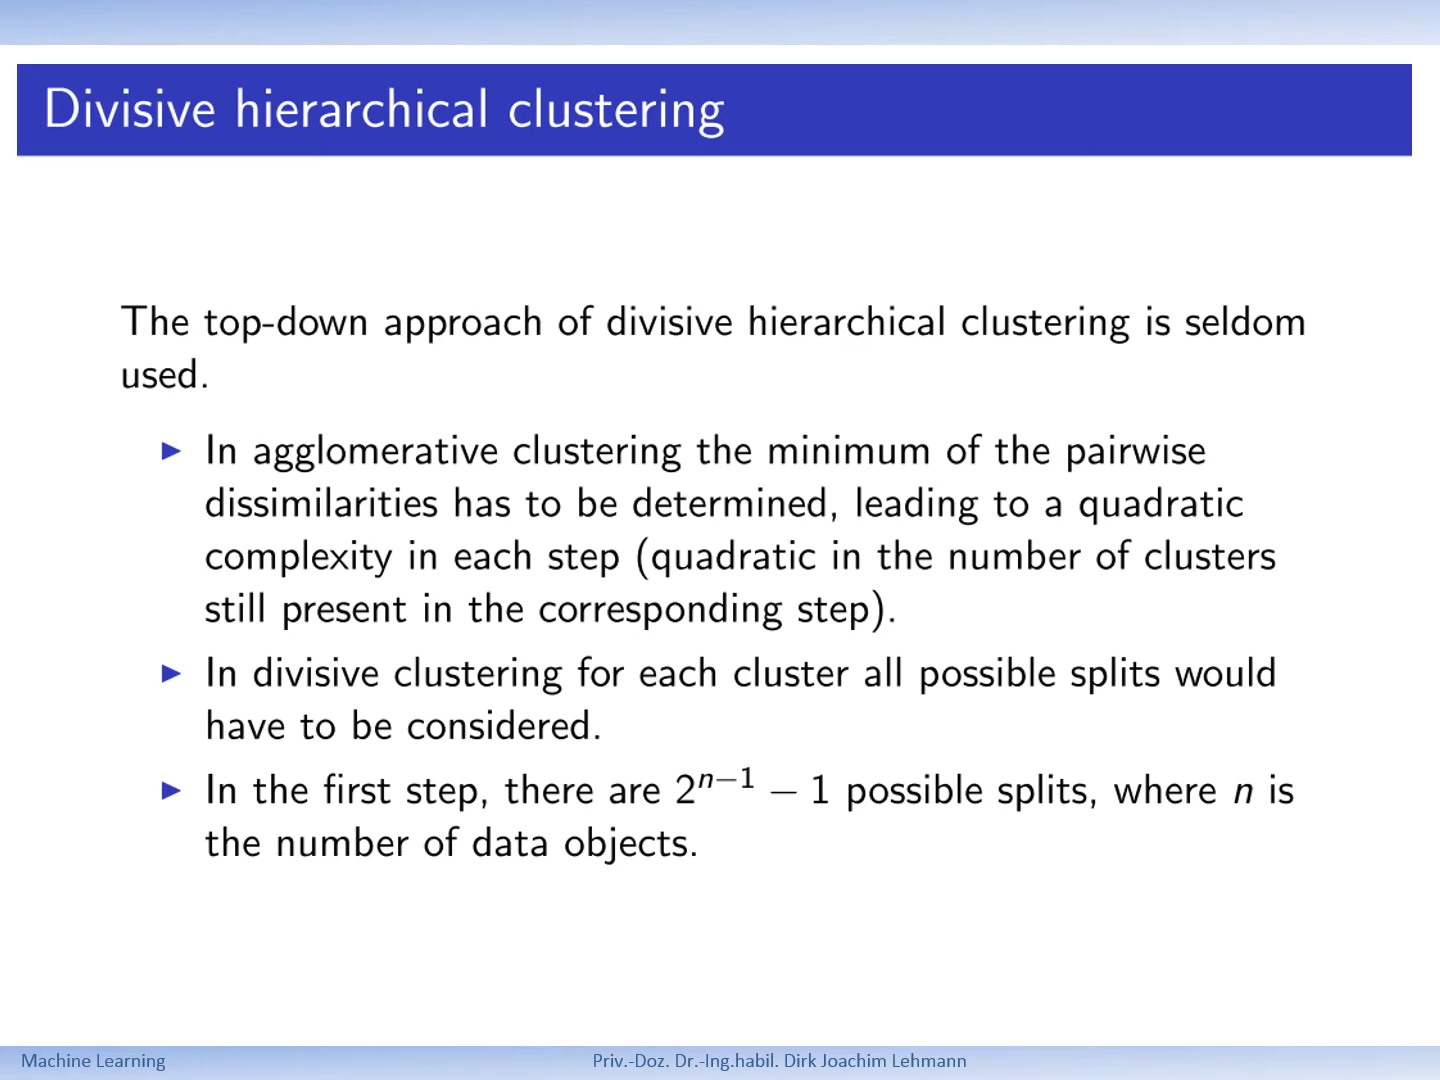 Divisive hierarchical clustering
The top-down approach of divisive hierarchical clustering is seldom
used.
▶ In agglomerative clustering the minimum of the pairwise
dissimilarities has to be determined, leading to a quadratic
complexity in each step (quadratic in the number of clusters
still present in the corresponding step).
▶ In divisive clustering for each cluster all possible splits would
have to be considered.
▶ In the first step, there are 2ⁿ⁻¹ − 1 possible splits, where n is
the number of data objects.
Machine Learning
Priv.-Doz. Dr.-Ing.habil. Dirk Joachim Lehmann